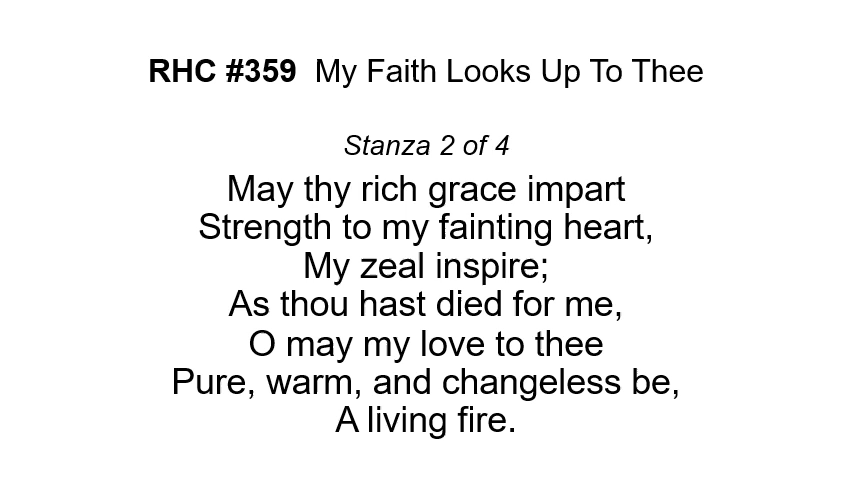 RHC #359 My Faith Looks Up To Thee
Stanza 2 of 4
May thy rich grace impart
Strength to my fainting heart,
My zeal inspire;
As thou hast died for me,
O may my love to thee
Pure, warm, and changeless be,
A living fire.